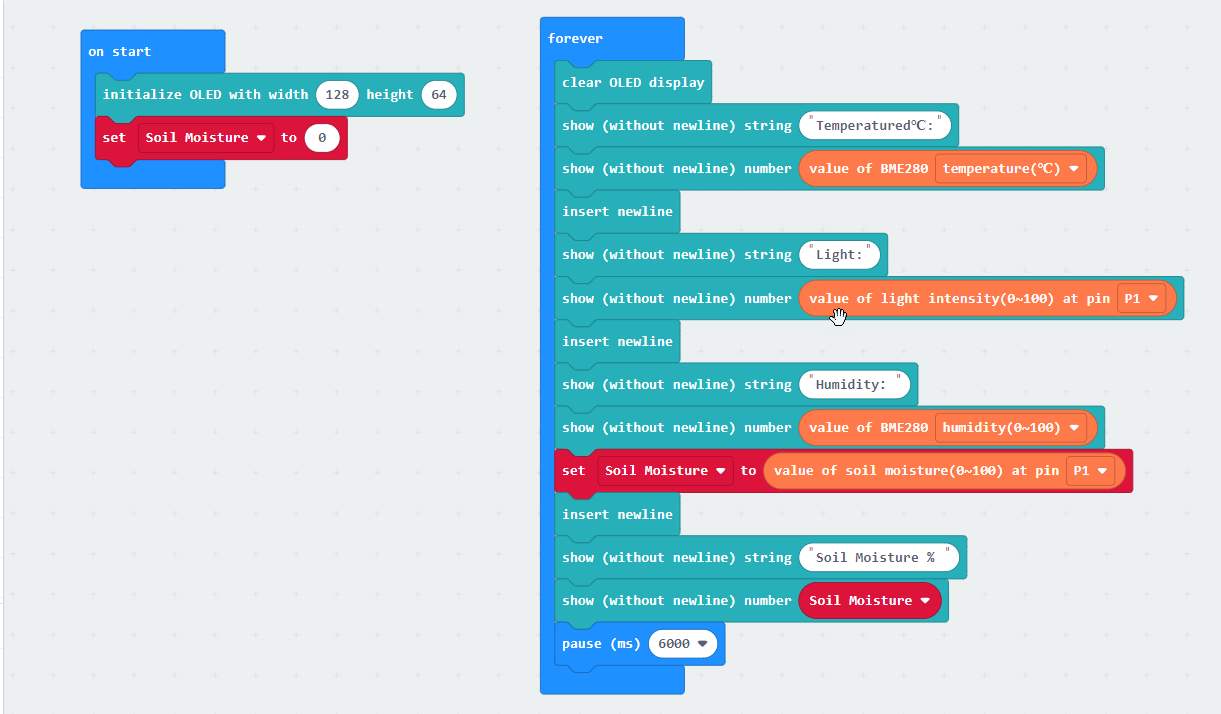 on start
initialize OLED with width 128 height 64
set Soil Moisture to 0
forever
clear OLED display
show (without newline) string "Temperatured℃:"
show (without newline) number value of BME280 temperature(℃)
insert newline
show (without newline) string "Light:"
show (without newline) number value of light intensity(0~100) at pin P1
insert newline
show (without newline) string "Humidity: "
show (without newline) number value of BME280 humidity(0~100)
set Soil Moisture to value of soil moisture(0~100) at pin P1
insert newline
show (without newline) string "Soil Moisture % "
show (without newline) number Soil Moisture
pause (ms) 6000